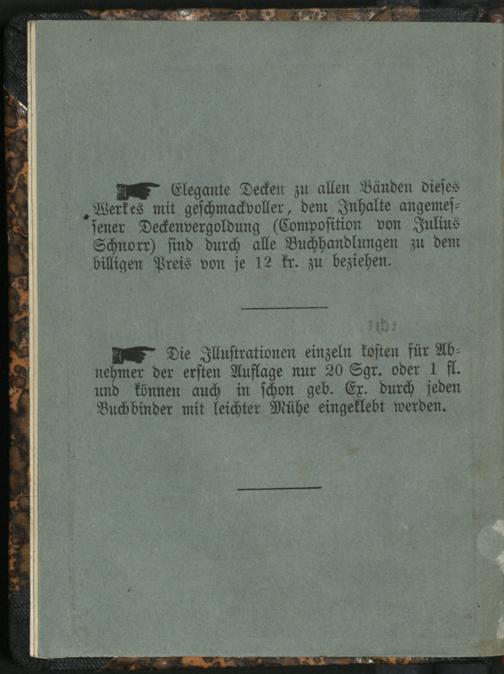 ☛ Elegante Decken zu allen Bänden dieses
Werkes mit geschmackvoller, dem Inhalte angemes-
sener Deckenvergoldung (Composition von Julius
Schnorr) sind durch alle Buchhandlungen zu dem
billigen Preis von je 12 kr. zu beziehen.
☛ Die Illustrationen einzeln kosten für Ab-
nehmer der ersten Auflage nur 20 Sgr. oder 1 fl.
und können auch in schon geb. Ex. durch jeden
Buchbinder mit leichter Mühe eingeklebt werden.